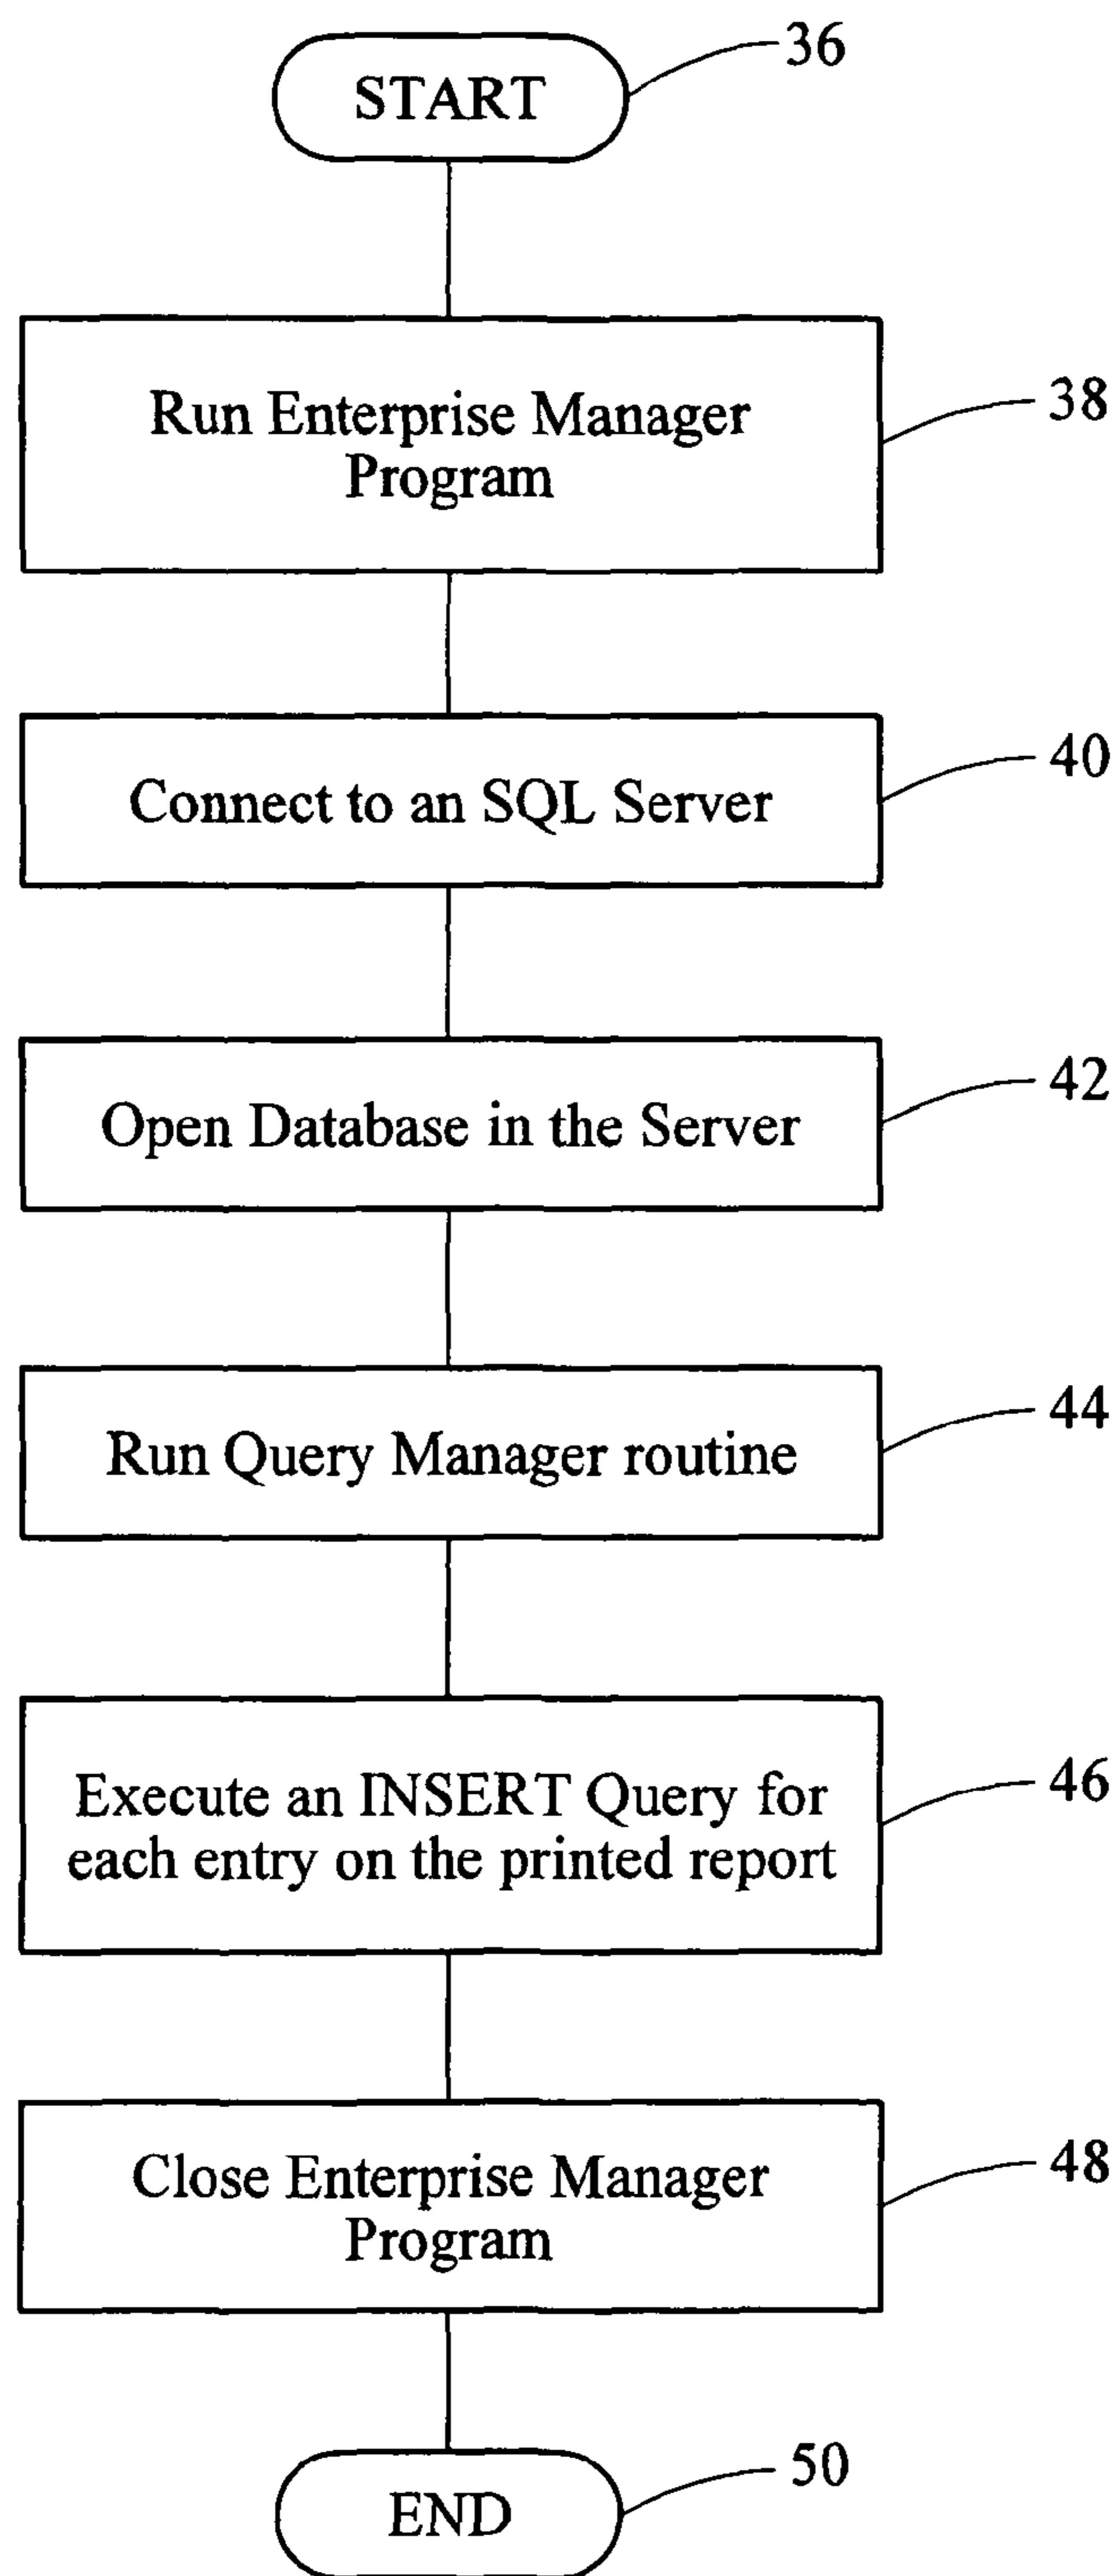 START
36
Run Enterprise Manager
Program
38
Connect to an SQL Server
40
Open Database in the Server
42
Run Query Manager routine
44
Execute an INSERT Query for
each entry on the printed report
46
Close Enterprise Manager
Program
48
END
50